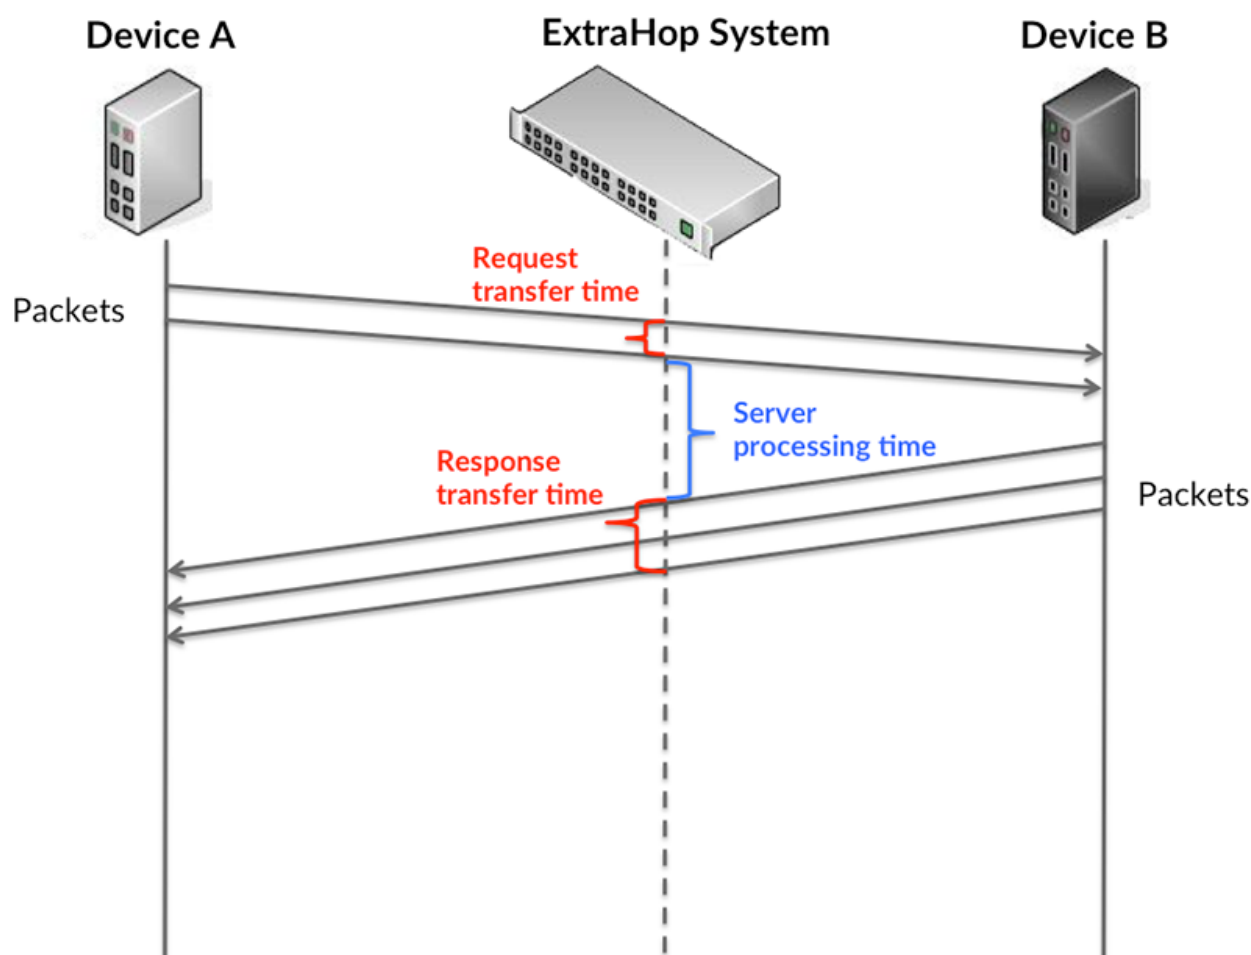 Device A
ExtraHop System
Device B
Request
transfer time
Packets
Server
processing time
Response
transfer time
Packets